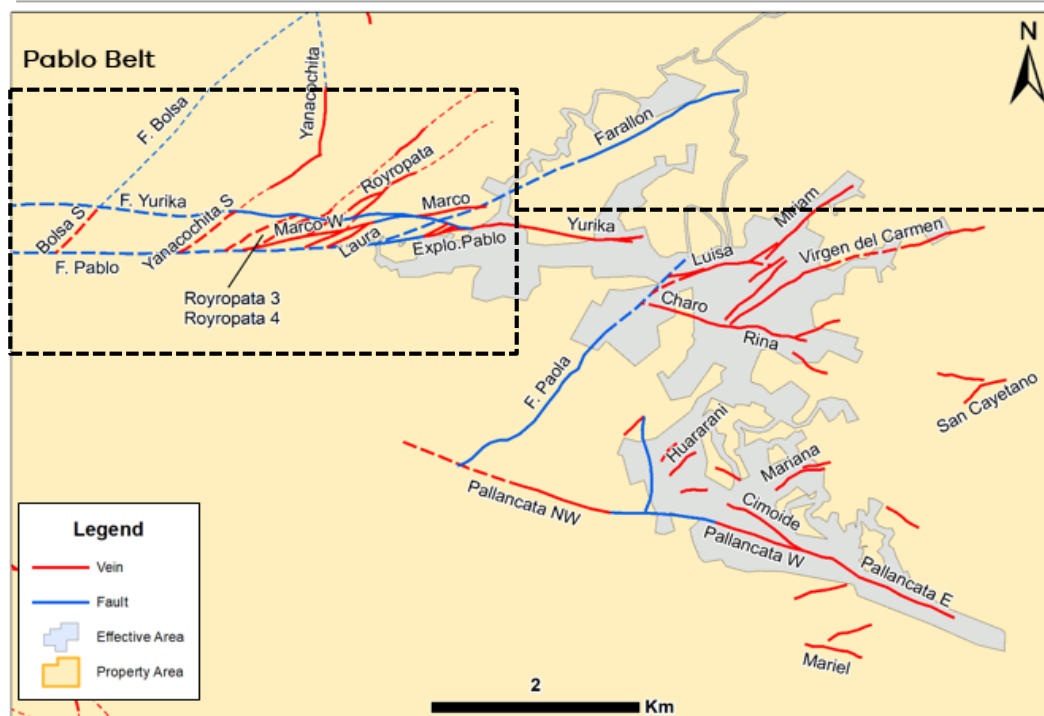 Pablo Belt
N
F. Bolsa
Yanacochita
Farallon
Royropata
Marco
F. Yurika
Bolsa S
Yanacochita S
Marco W
Laura
Explo.Pablo
Yurika
F. Pablo
Miriam
Luisa
Virgen del Carmen
Royropata 3
Royropata 4
Charo
Rina
F. Paola
San Cayetano
Huararani
Mariana
Pallancata NW
Cimoide
Pallancata W
Pallancata E
Mariel
Legend
Vein
Fault
Effective Area
Property Area
2
Km